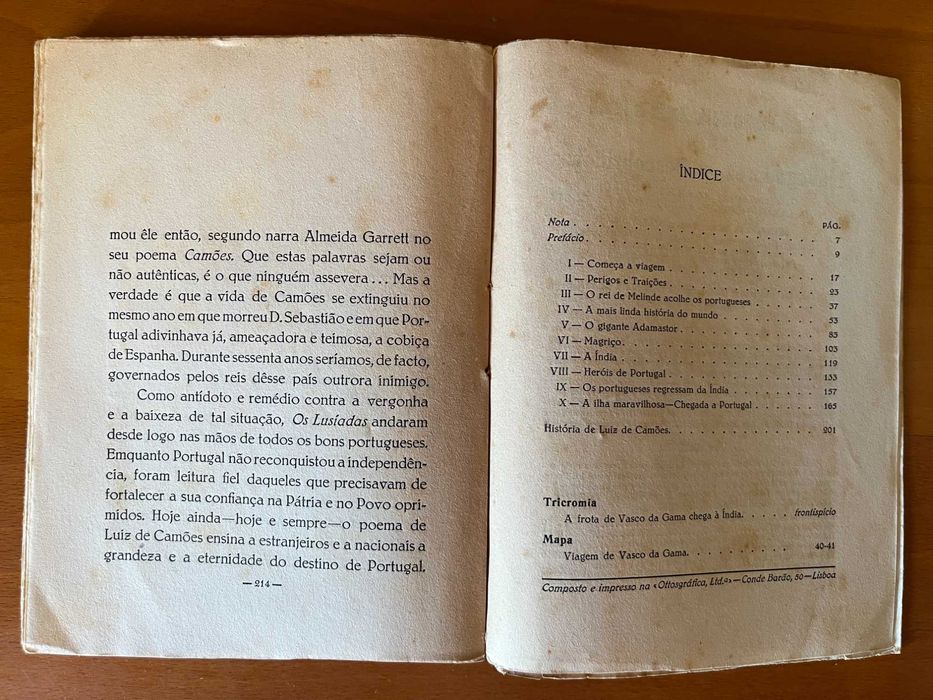 mou êle então, segundo narra Almeida Garrett no
seu poema Camões. Que estas palavras sejam ou
não autênticas, é o que ninguém assevera... Mas a
verdade é que a vida de Camões se extinguiu no
mesmo ano em que morreu D. Sebastião e em que Por-
tugal adivinhava já, ameaçadora e teimosa, a cobiça
de Espanha. Durante sessenta anos seríamos, de facto,
governados pelos reis dêsse país outrora inimigo.
Como antídoto e remédio contra a vergonha
e a baixeza de tal situação, Os Lusíadas andaram
desde logo nas mãos de todos os bons portugueses.
Emquanto Portugal não reconquistou a independên-
cia, foram leitura fiel daqueles que precisavam de
fortalecer a sua confiança na Pátria e no Povo opri-
midos. Hoje ainda—hoje e sempre—o poema de
Luiz de Camões ensina a estrangeiros e a nacionais a
grandeza e a eternidade do destino de Portugal.
— 214 —
ÍNDICE
PÁG.
Nota . . . . . . . . . . 7
Prefácio . . . . . . . . . . 9
I — Começa a viagem . . . . . . . . 17
II — Perigos e Traições . . . . . . . . 23
III — O rei de Melinde acolhe os portugueses . . . . . 37
IV — A mais linda história do mundo . . . . . . 53
V — O gigante Adamastor . . . . . . . . 85
VI — Magriço . . . . . . . . . . 103
VII — A Índia . . . . . . . . . . 119
VIII — Heróis de Portugal . . . . . . . . 133
IX — Os portugueses regressam da Índia . . . . . . 157
X — A ilha maravilhosa—Chegada a Portugal . . . . . 165
História de Luiz de Camões . . . . . . . . 201
Tricromia
A frota de Vasco da Gama chega à Índia . . . . . frontispício
Mapa
Viagem de Vasco da Gama . . . . . . . . 40-41
Composto e impresso na «Ottosgráfica, Ltd.ª»—Conde Barão, 50—Lisboa